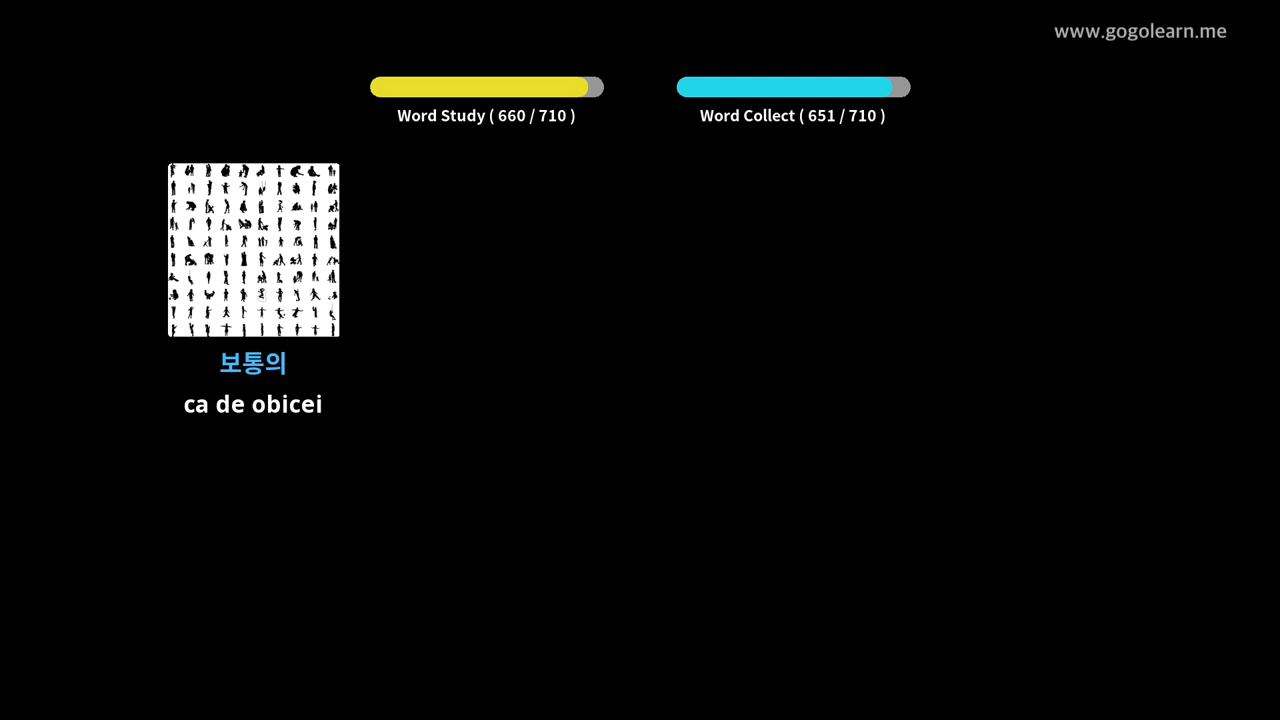 www.gogolearn.me
Word Study ( 660 / 710 )
Word Collect ( 651 / 710 )
보통의
ca de obicei